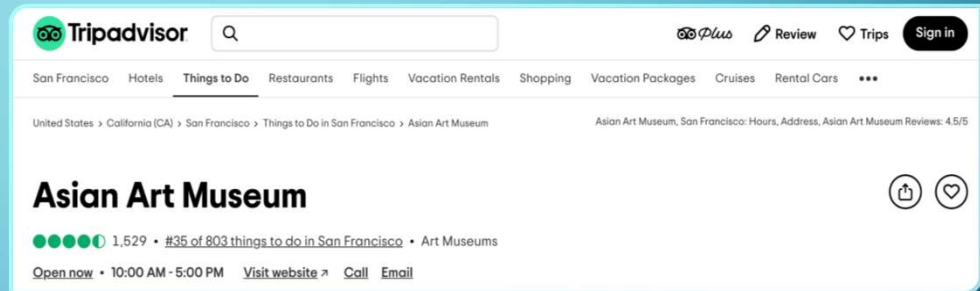 Tripadvisor Plus Review Trips Sign in
San Francisco Hotels Things to Do Restaurants Flights Vacation Rentals Shopping Vacation Packages Cruises Rental Cars •••
United States > California (CA) > San Francisco > Things to Do in San Francisco > Asian Art Museum Asian Art Museum, San Francisco: Hours, Address, Asian Art Museum Reviews: 4.5/5
Asian Art Museum
1,529 • #35 of 803 things to do in San Francisco • Art Museums
Open now • 10:00 AM - 5:00 PM Visit website ↗ Call Email